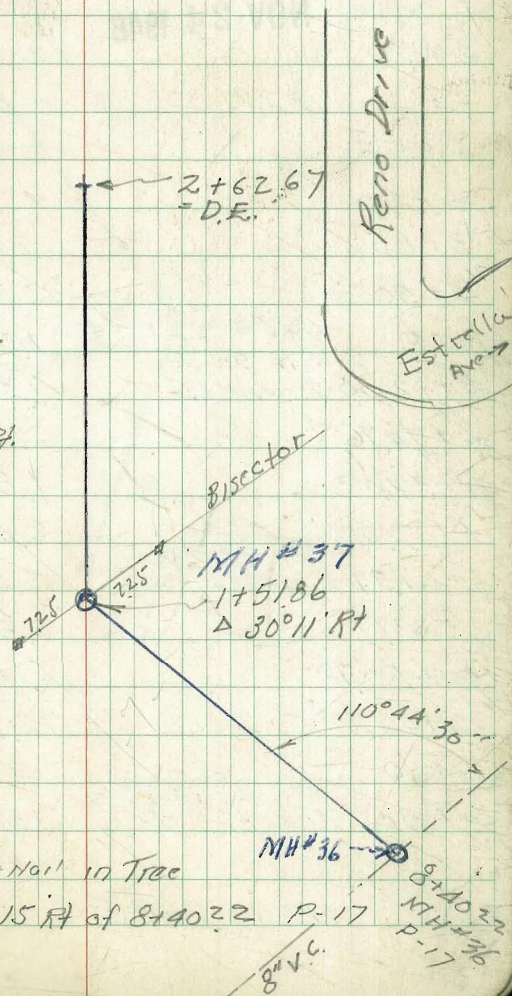 Reno Drive
2+62.67
= D.E.
Estrella
Ave →
Rt.
Bisector
7.25
7.25
MH #37
1+51.86
Δ 30°11' Rt
110°44'30"
MH #36
8+40.22
MH #36
P-17
Nail in Tree
15 Rt of 8+40.22 P-17
8" V.C.